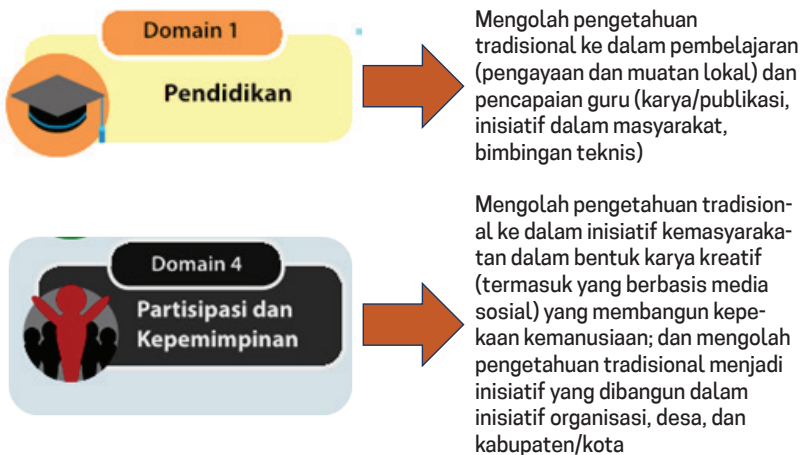 Domain 1
Pendidikan
Mengolah pengetahuan
tradisional ke dalam pembelajaran
(pengayaan dan muatan lokal) dan
pencapaian guru (karya/publikasi,
inisiatif dalam masyarakat,
bimbingan teknis)
Domain 4
Partisipasi dan
Kepemimpinan
Mengolah pengetahuan tradision-
al ke dalam inisiatif kemasyaraka-
tan dalam bentuk karya kreatif
(termasuk yang berbasis media
sosial) yang membangun kepe-
kaan kemanusiaan; dan mengolah
pengetahuan tradisional menjadi
inisiatif yang dibangun dalam
inisiatif organisasi, desa, dan
kabupaten/kota